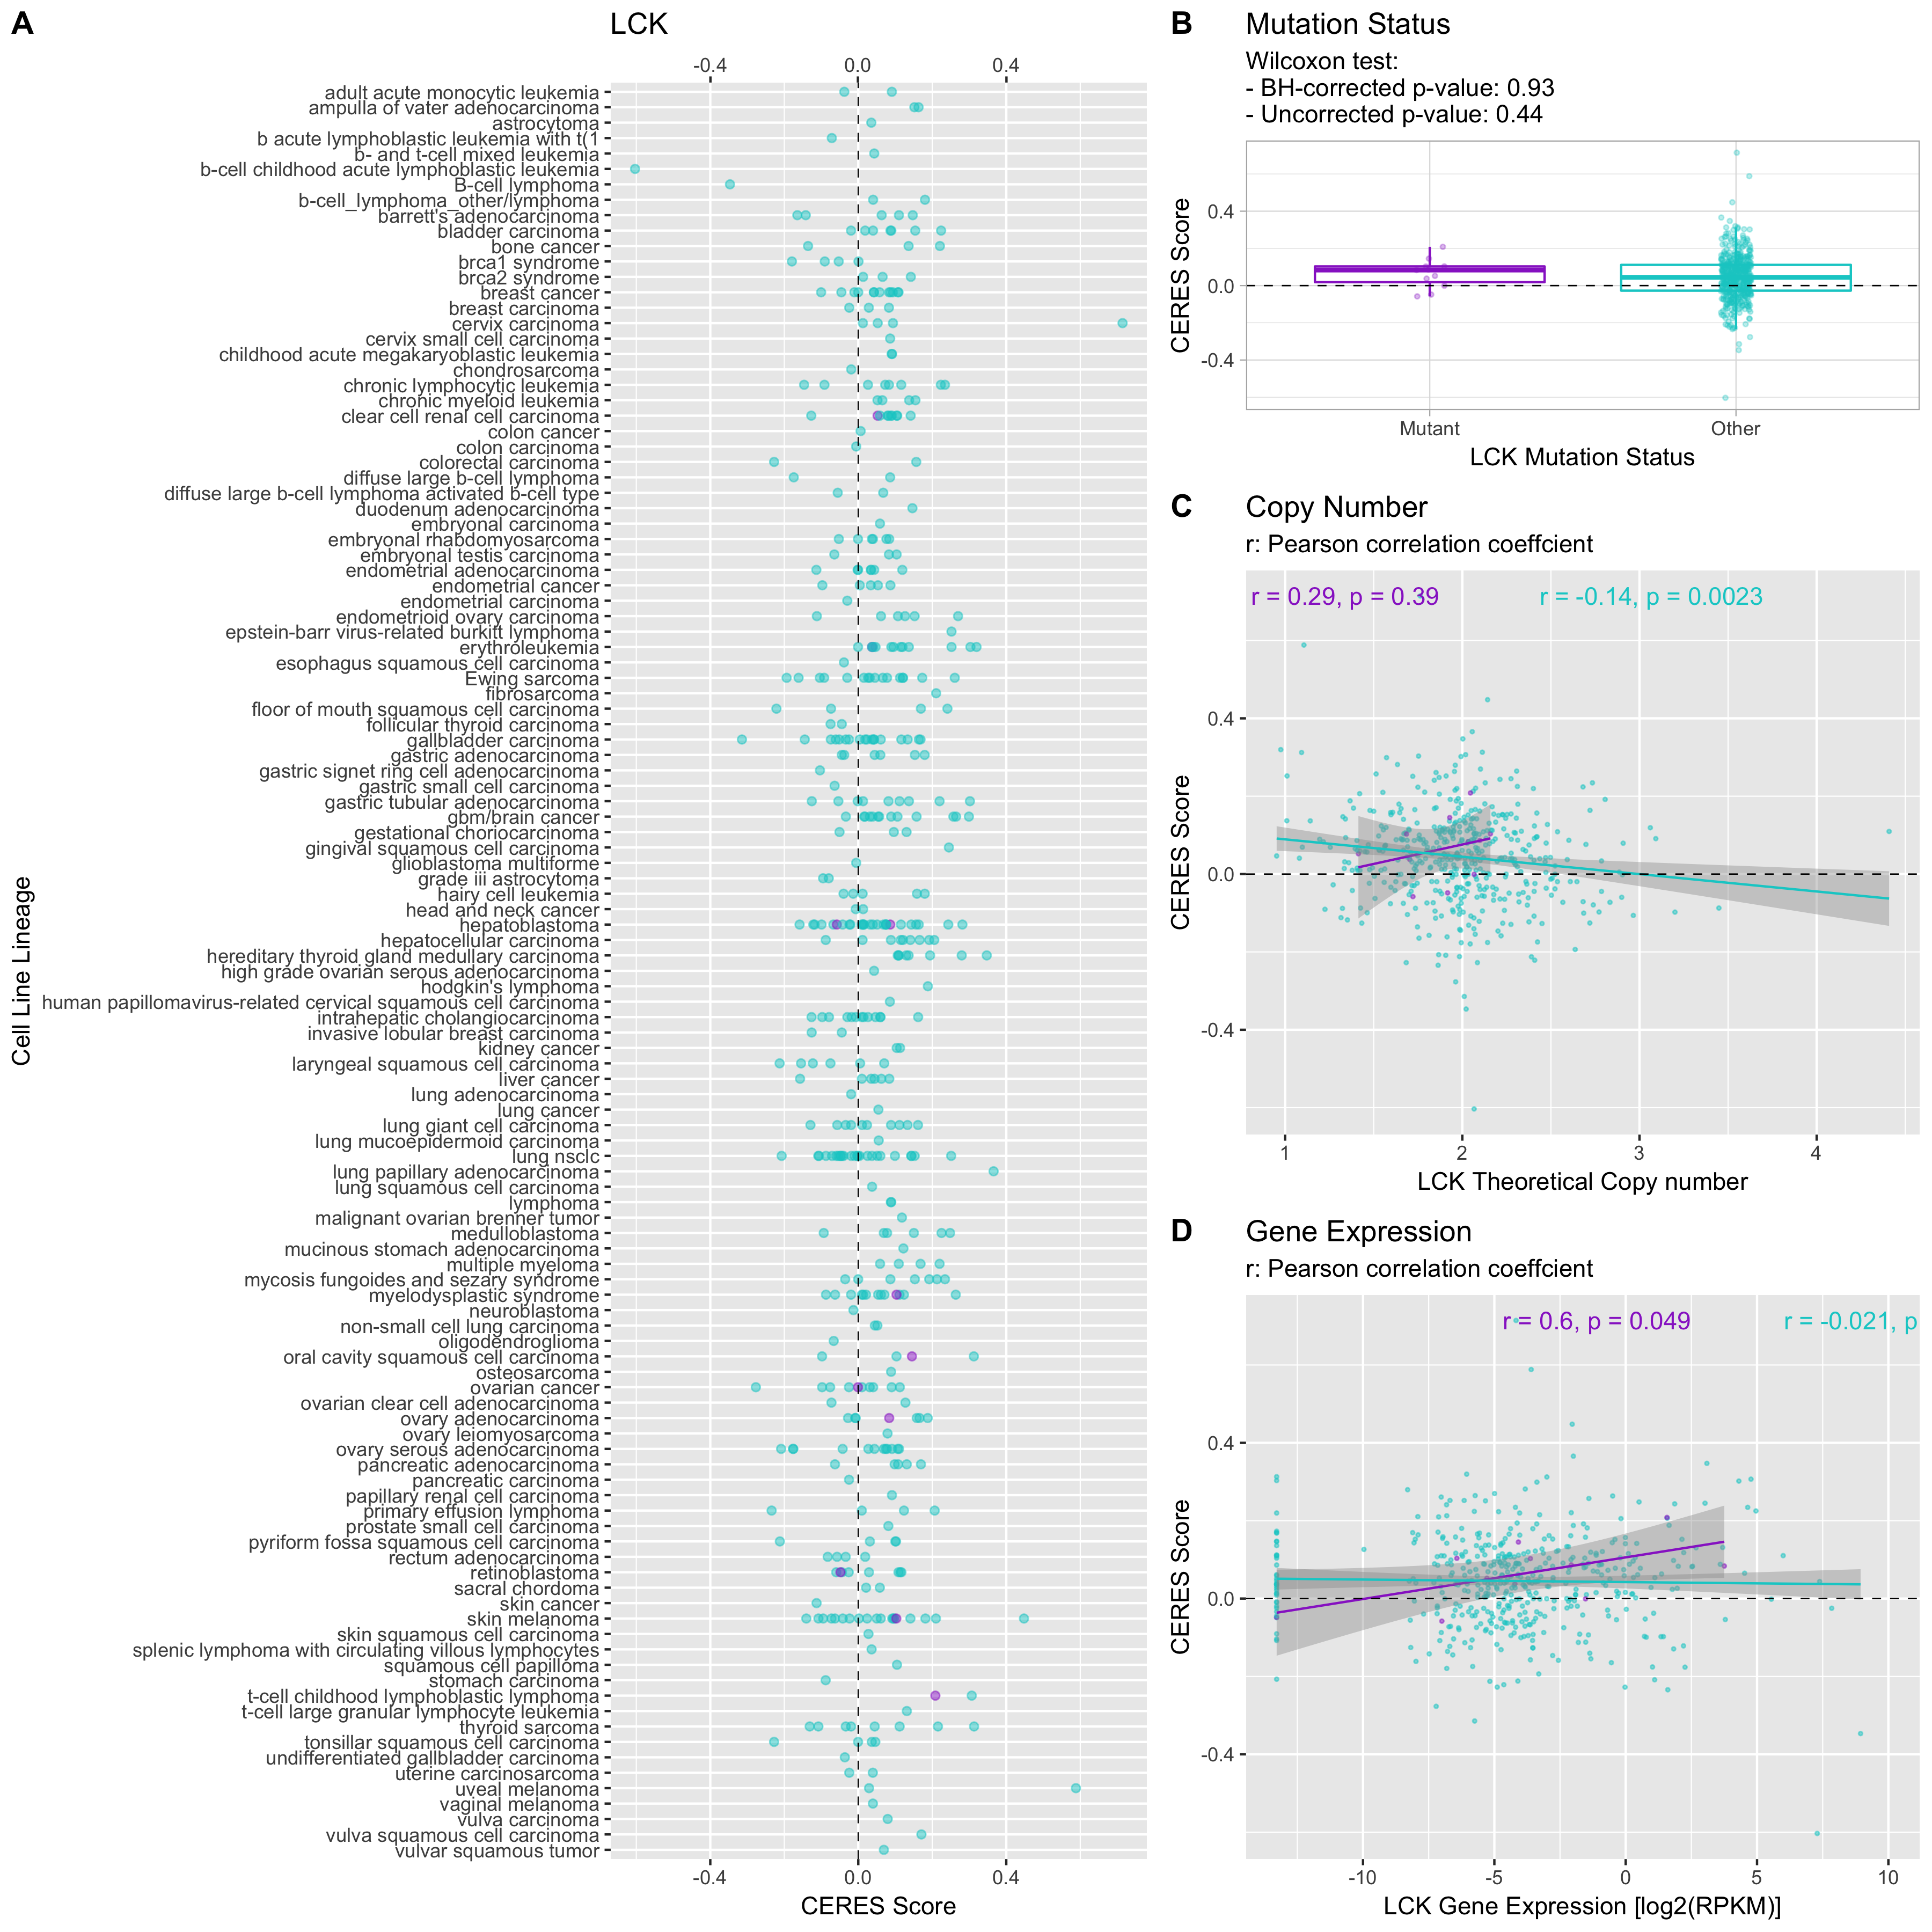 A
LCK
-0.4 0.0 0.4
Cell Line Lineage
adult acute monocytic leukemia
ampulla of vater adenocarcinoma
astrocytoma
b acute lymphoblastic leukemia with t(1
b- and t-cell mixed leukemia
b-cell childhood acute lymphoblastic leukemia
B-cell lymphoma
b-cell_lymphoma_other/lymphoma
barrett's adenocarcinoma
bladder carcinoma
bone cancer
brca1 syndrome
brca2 syndrome
breast cancer
breast carcinoma
cervix carcinoma
cervix small cell carcinoma
childhood acute megakaryoblastic leukemia
chondrosarcoma
chronic lymphocytic leukemia
chronic myeloid leukemia
clear cell renal cell carcinoma
colon cancer
colon carcinoma
colorectal carcinoma
diffuse large b-cell lymphoma
diffuse large b-cell lymphoma activated b-cell type
duodenum adenocarcinoma
embryonal carcinoma
embryonal rhabdomyosarcoma
embryonal testis carcinoma
endometrial adenocarcinoma
endometrial cancer
endometrial carcinoma
endometrioid ovary carcinoma
epstein-barr virus-related burkitt lymphoma
erythroleukemia
esophagus squamous cell carcinoma
Ewing sarcoma
fibrosarcoma
floor of mouth squamous cell carcinoma
follicular thyroid carcinoma
gallbladder carcinoma
gastric adenocarcinoma
gastric signet ring cell adenocarcinoma
gastric small cell carcinoma
gastric tubular adenocarcinoma
gbm/brain cancer
gestational choriocarcinoma
gingival squamous cell carcinoma
glioblastoma multiforme
grade iii astrocytoma
hairy cell leukemia
head and neck cancer
hepatoblastoma
hepatocellular carcinoma
hereditary thyroid gland medullary carcinoma
high grade ovarian serous adenocarcinoma
hodgkin's lymphoma
human papillomavirus-related cervical squamous cell carcinoma
intrahepatic cholangiocarcinoma
invasive lobular breast carcinoma
kidney cancer
laryngeal squamous cell carcinoma
liver cancer
lung adenocarcinoma
lung cancer
lung giant cell carcinoma
lung mucoepidermoid carcinoma
lung nsclc
lung papillary adenocarcinoma
lung squamous cell carcinoma
lymphoma
malignant ovarian brenner tumor
medulloblastoma
mucinous stomach adenocarcinoma
multiple myeloma
mycosis fungoides and sezary syndrome
myelodysplastic syndrome
neuroblastoma
non-small cell lung carcinoma
oligodendroglioma
oral cavity squamous cell carcinoma
osteosarcoma
ovarian cancer
ovarian clear cell adenocarcinoma
ovary adenocarcinoma
ovary leiomyosarcoma
ovary serous adenocarcinoma
pancreatic adenocarcinoma
pancreatic carcinoma
papillary renal cell carcinoma
primary effusion lymphoma
prostate small cell carcinoma
pyriform fossa squamous cell carcinoma
rectum adenocarcinoma
retinoblastoma
sacral chordoma
skin cancer
skin melanoma
skin squamous cell carcinoma
splenic lymphoma with circulating villous lymphocytes
squamous cell papilloma
stomach carcinoma
t-cell childhood lymphoblastic lymphoma
t-cell large granular lymphocyte leukemia
thyroid sarcoma
tonsillar squamous cell carcinoma
undifferentiated gallbladder carcinoma
uterine carcinosarcoma
uveal melanoma
vaginal melanoma
vulva carcinoma
vulva squamous cell carcinoma
vulvar squamous tumor
-0.4 0.0 0.4
CERES Score
B
Mutation Status
Wilcoxon test:
- BH-corrected p-value: 0.93
- Uncorrected p-value: 0.44
CERES Score
0.4
0.0
-0.4
Mutant Other
LCK Mutation Status
C
Copy Number
r: Pearson correlation coeffcient
r = 0.29, p = 0.39 r = -0.14, p = 0.0023
CERES Score
0.4
0.0
-0.4
1 2 3 4
LCK Theoretical Copy number
D
Gene Expression
r: Pearson correlation coeffcient
r = 0.6, p = 0.049 r = -0.021, p
CERES Score
0.4
0.0
-0.4
-10 -5 0 5 10
LCK Gene Expression [log2(RPKM)]